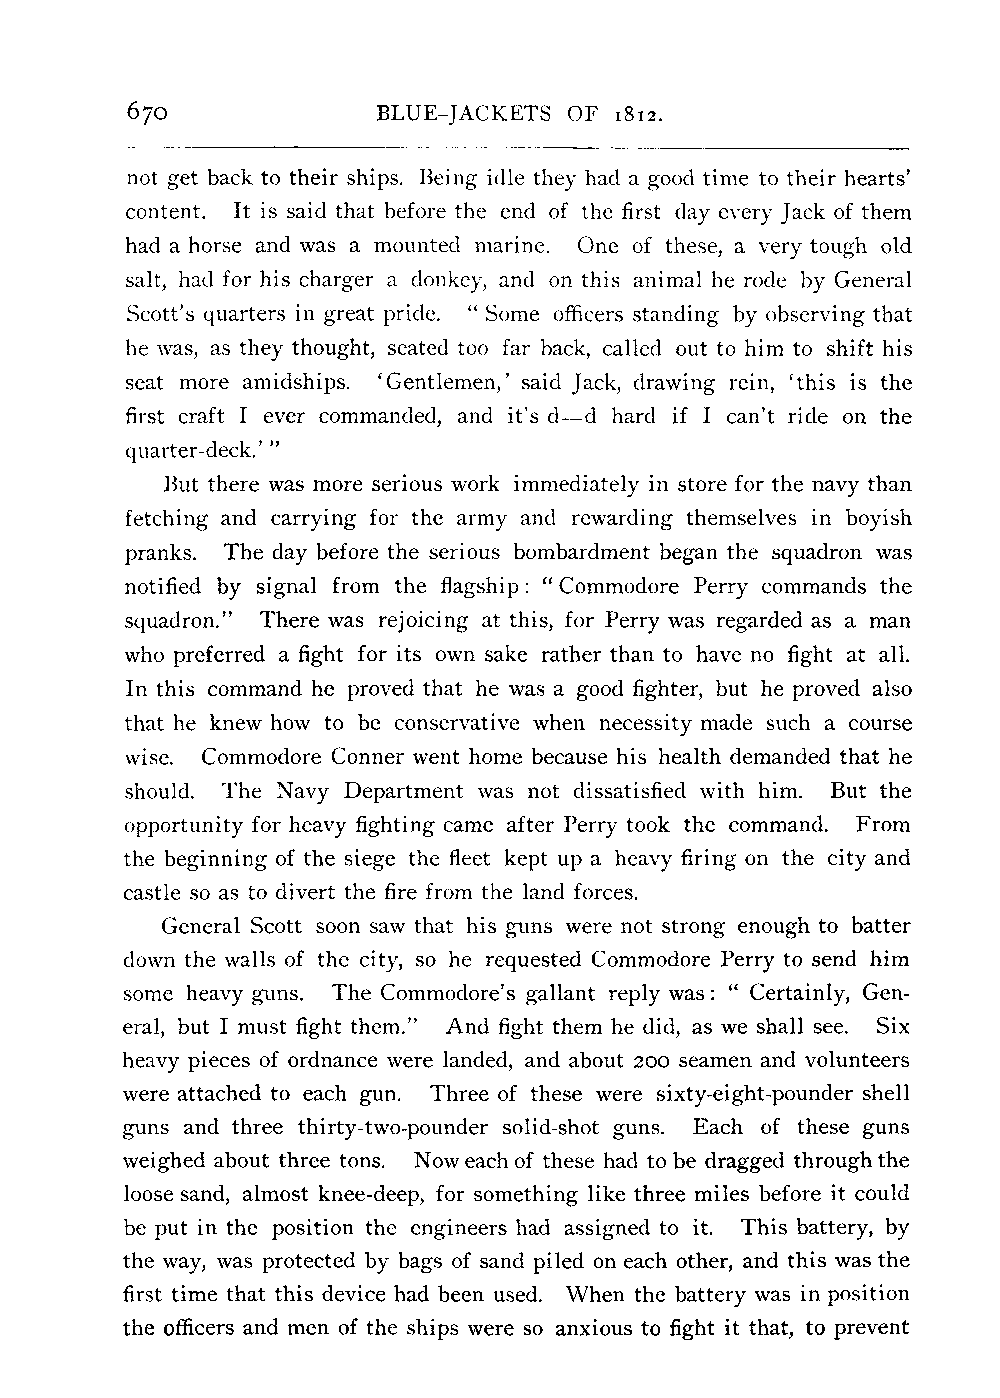 670 BLUE-JACKETS OF 1812.
not get back to their ships. Being idle they had a good time to their hearts'
content. It is said that before the end of the first day every Jack of them
had a horse and was a mounted marine. One of these, a very tough old
salt, had for his charger a donkey, and on this animal he rode by General
Scott's quarters in great pride. "Some officers standing by observing that
he was, as they thought, seated too far back, called out to him to shift his
seat more amidships. 'Gentlemen,' said Jack, drawing rein, 'this is the
first craft I ever commanded, and it's d—d hard if I can't ride on the
quarter-deck.'"
But there was more serious work immediately in store for the navy than
fetching and carrying for the army and rewarding themselves in boyish
pranks. The day before the serious bombardment began the squadron was
notified by signal from the flagship: "Commodore Perry commands the
squadron." There was rejoicing at this, for Perry was regarded as a man
who preferred a fight for its own sake rather than to have no fight at all.
In this command he proved that he was a good fighter, but he proved also
that he knew how to be conservative when necessity made such a course
wise. Commodore Conner went home because his health demanded that he
should. The Navy Department was not dissatisfied with him. But the
opportunity for heavy fighting came after Perry took the command. From
the beginning of the siege the fleet kept up a heavy firing on the city and
castle so as to divert the fire from the land forces.
General Scott soon saw that his guns were not strong enough to batter
down the walls of the city, so he requested Commodore Perry to send him
some heavy guns. The Commodore's gallant reply was: "Certainly, Gen-
eral, but I must fight them." And fight them he did, as we shall see. Six
heavy pieces of ordnance were landed, and about 200 seamen and volunteers
were attached to each gun. Three of these were sixty-eight-pounder shell
guns and three thirty-two-pounder solid-shot guns. Each of these guns
weighed about three tons. Now each of these had to be dragged through the
loose sand, almost knee-deep, for something like three miles before it could
be put in the position the engineers had assigned to it. This battery, by
the way, was protected by bags of sand piled on each other, and this was the
first time that this device had been used. When the battery was in position
the officers and men of the ships were so anxious to fight it that, to prevent